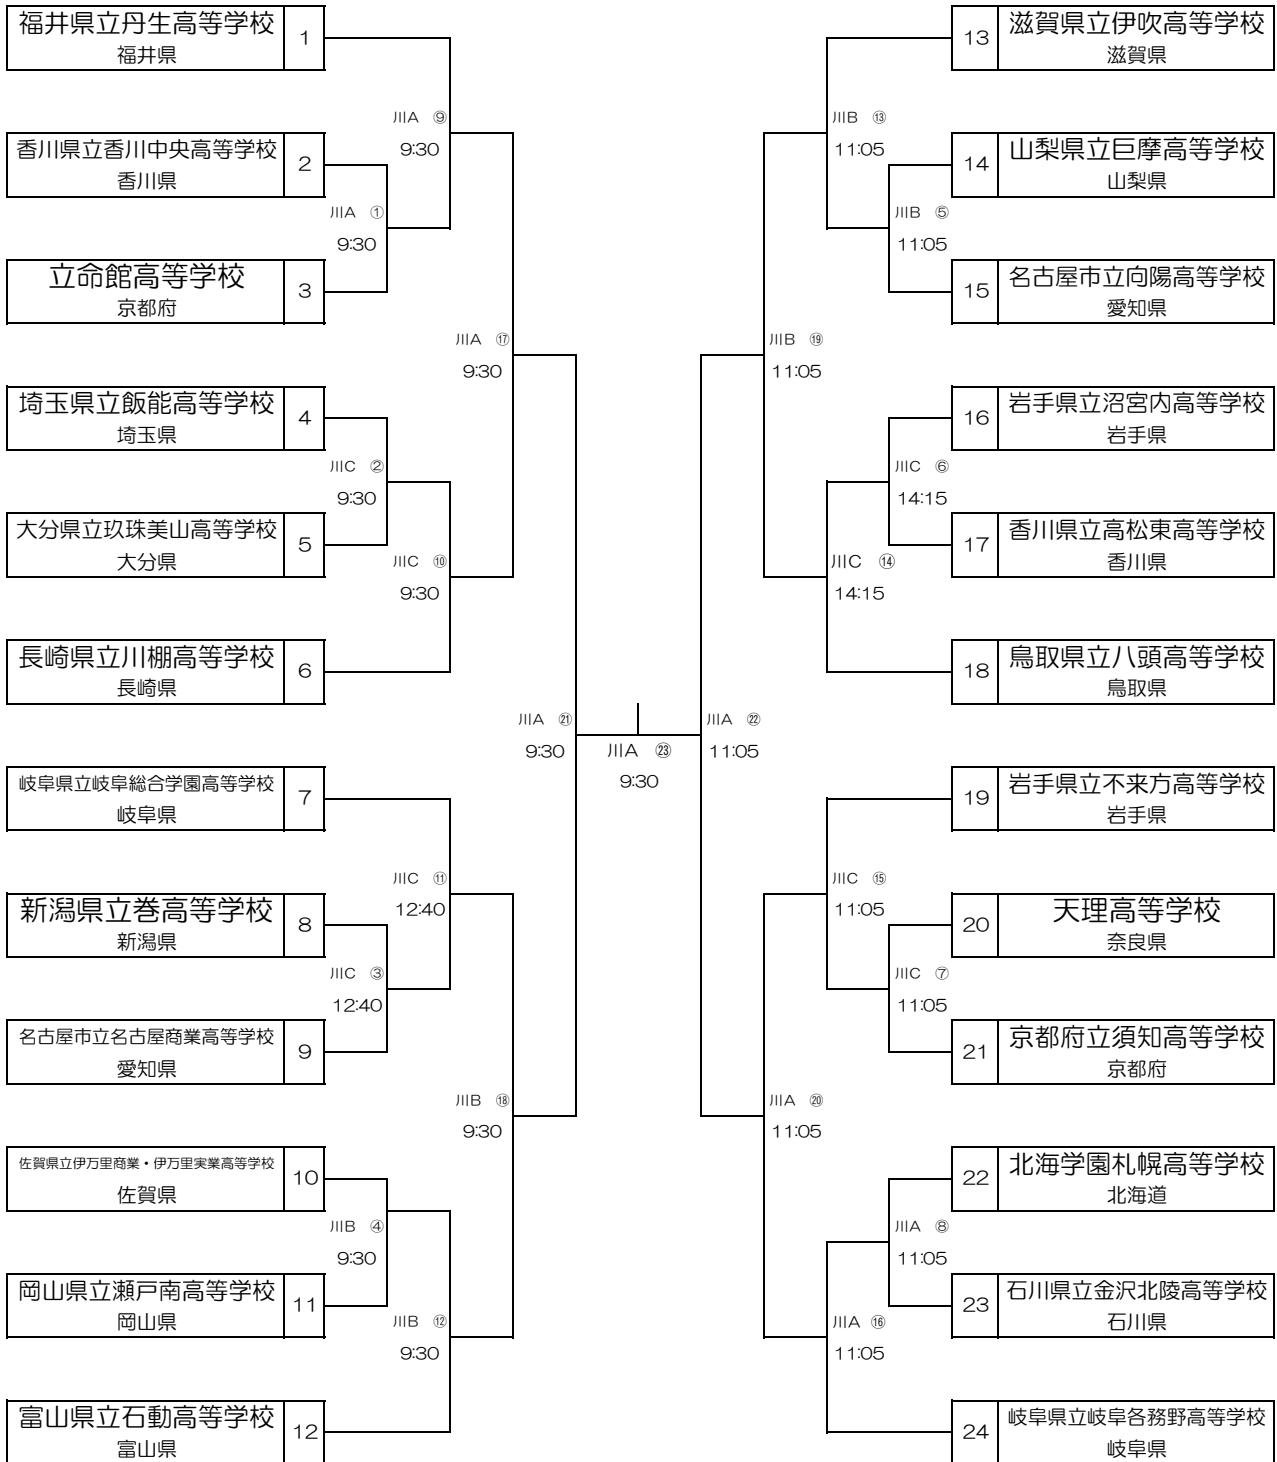 福井県立丹生高等学校
福井県
1
川A ⑨
9:30
香川県立香川中央高等学校
香川県
2
川A ①
9:30
立命館高等学校
京都府
3
川A ⑰
9:30
埼玉県立飯能高等学校
埼玉県
4
川C ②
9:30
大分県立玖珠美山高等学校
大分県
5
川C ⑩
9:30
長崎県立川棚高等学校
長崎県
6
川A ㉑
9:30
岐阜県立岐阜総合学園高等学校
岐阜県
7
川C ⑪
12:40
新潟県立巻高等学校
新潟県
8
川C ③
12:40
名古屋市立名古屋商業高等学校
愛知県
9
川B ⑱
9:30
佐賀県立伊万里商業・伊万里実業高等学校
佐賀県
10
川B ④
9:30
岡山県立瀬戸南高等学校
岡山県
11
川B ⑫
9:30
富山県立石動高等学校
富山県
12
川A ㉓
9:30
13
滋賀県立伊吹高等学校
滋賀県
川B ⑬
11:05
14
山梨県立巨摩高等学校
山梨県
川B ⑤
11:05
15
名古屋市立向陽高等学校
愛知県
川B ⑲
11:05
16
岩手県立沼宮内高等学校
岩手県
川C ⑥
14:15
17
香川県立高松東高等学校
香川県
川C ⑭
14:15
18
鳥取県立八頭高等学校
鳥取県
川A ㉒
11:05
19
岩手県立不来方高等学校
岩手県
川C ⑮
11:05
20
天理高等学校
奈良県
川C ⑦
11:05
21
京都府立須知高等学校
京都府
川A ⑳
11:05
22
北海学園札幌高等学校
北海道
川A ⑧
11:05
23
石川県立金沢北陵高等学校
石川県
川A ⑯
11:05
24
岐阜県立岐阜各務野高等学校
岐阜県